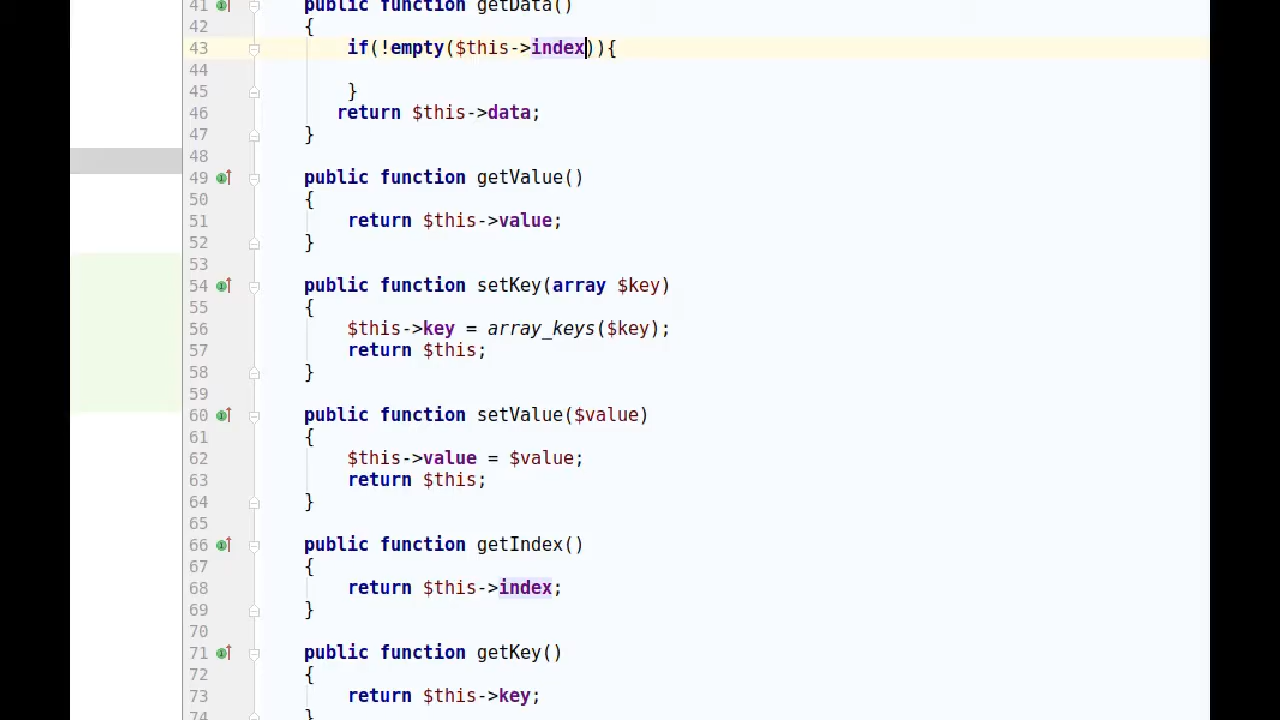 41 public function getData()
42 {
43 if(!empty($this->index)){
44
45 }
46 return $this->data;
47 }
48
49 public function getValue()
50 {
51 return $this->value;
52 }
53
54 public function setKey(array $key)
55 {
56 $this->key = array_keys($key);
57 return $this;
58 }
59
60 public function setValue($value)
61 {
62 $this->value = $value;
63 return $this;
64 }
65
66 public function getIndex()
67 {
68 return $this->index;
69 }
70
71 public function getKey()
72 {
73 return $this->key;
74 }